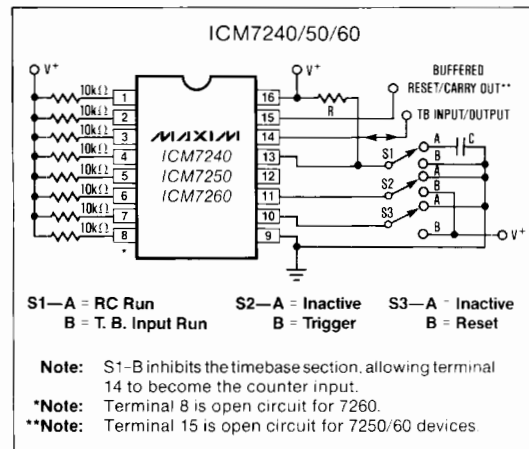 ICM7240/50/60
V+
10kΩ 1
10kΩ 2
10kΩ 3
10kΩ 4
10kΩ 5
10kΩ 6
10kΩ 7
10kΩ 8
*
MAXIM
ICM7240
ICM7250
ICM7260
16
15
14
13
12
11
10
9
V+
R
BUFFERED
RESET/CARRY OUT**
TB INPUT/OUTPUT
S1 A C
B
S2 A
B
S3 A
B V+
S1—A = RC Run S2—A = Inactive S3—A = Inactive
B = T. B. Input Run B = Trigger B = Reset
Note: S1-B inhibits the timebase section, allowing terminal
14 to become the counter input.
*Note: Terminal 8 is open circuit for 7260.
**Note: Terminal 15 is open circuit for 7250/60 devices.